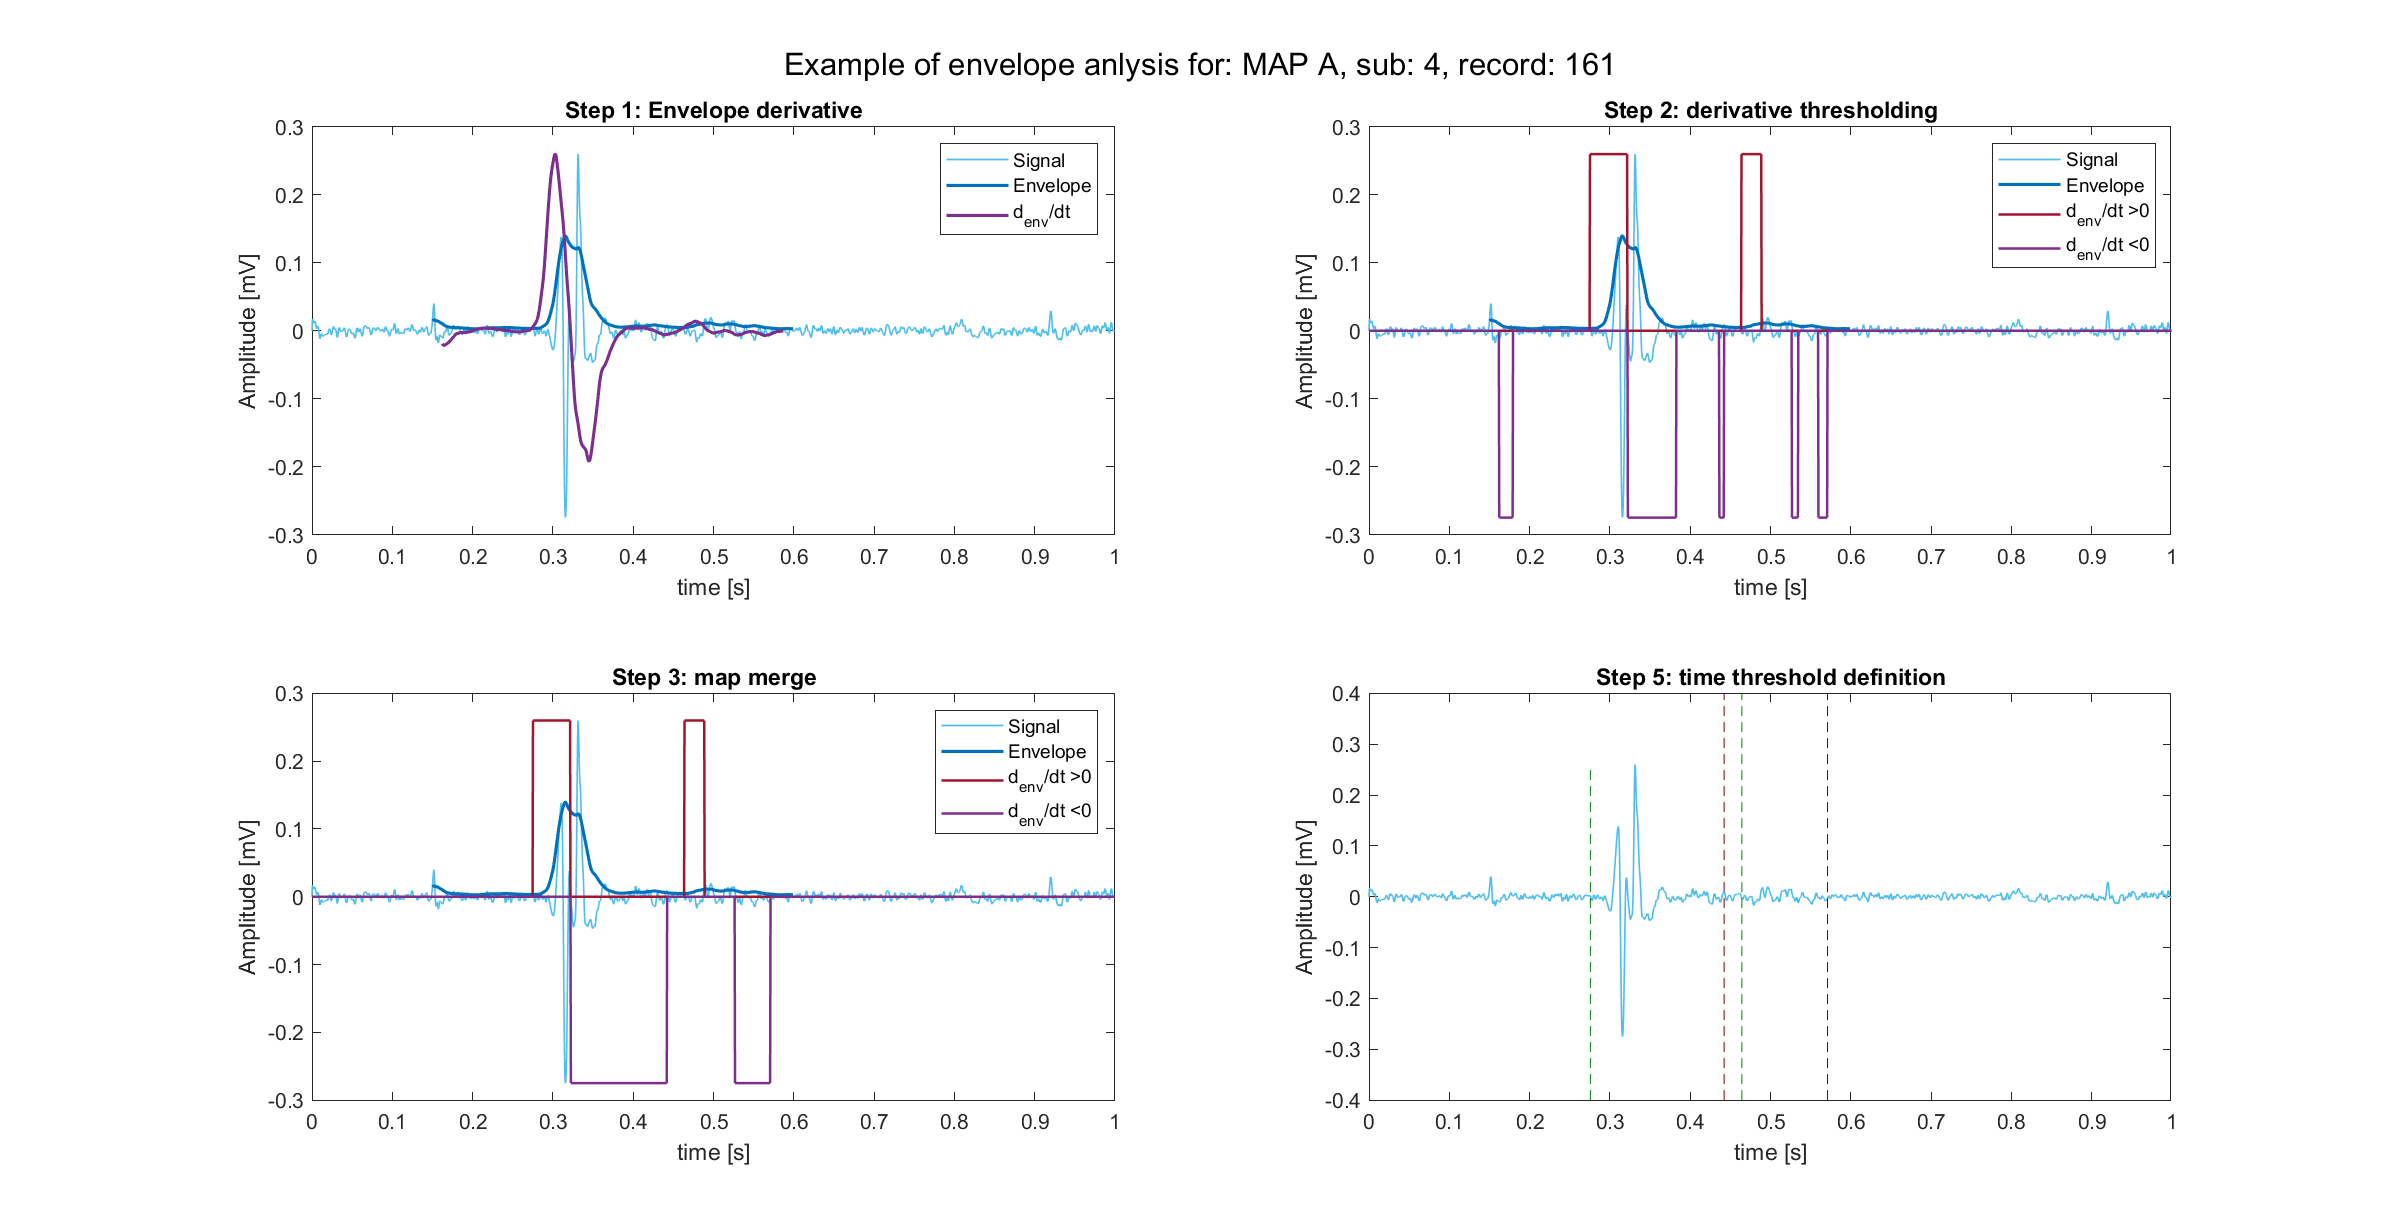 Example of envelope anlysis for: MAP A, sub: 4, record: 161
Step 1: Envelope derivative
0.3
0.2
0.1
0
-0.1
-0.2
-0.3
Amplitude [mV]
0 0.1 0.2 0.3 0.4 0.5 0.6 0.7 0.8 0.9 1
time [s]
Signal
Envelope
d_env/dt
Step 2: derivative thresholding
0.3
0.2
0.1
0
-0.1
-0.2
-0.3
Amplitude [mV]
0 0.1 0.2 0.3 0.4 0.5 0.6 0.7 0.8 0.9 1
time [s]
Signal
Envelope
d_env/dt >0
d_env/dt <0
Step 3: map merge
0.3
0.2
0.1
0
-0.1
-0.2
-0.3
Amplitude [mV]
0 0.1 0.2 0.3 0.4 0.5 0.6 0.7 0.8 0.9 1
time [s]
Signal
Envelope
d_env/dt >0
d_env/dt <0
Step 5: time threshold definition
0.4
0.3
0.2
0.1
0
-0.1
-0.2
-0.3
-0.4
Amplitude [mV]
0 0.1 0.2 0.3 0.4 0.5 0.6 0.7 0.8 0.9 1
time [s]